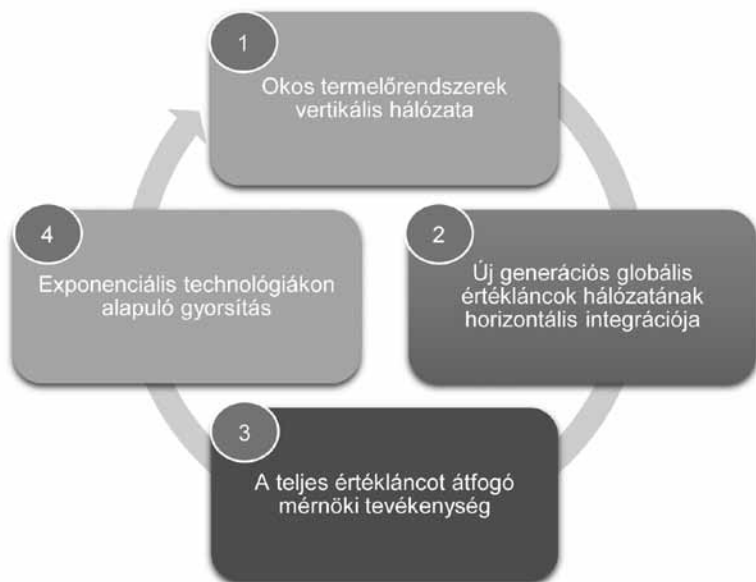 1
Okos termelőrendszerek
vertikális hálózata
2
Új generációs globális
értékláncok hálózatának
horizontális integrációja
3
A teljes értékláncot átfogó
mérnöki tevékenység
4
Exponenciális technológiákon
alapuló gyorsítás